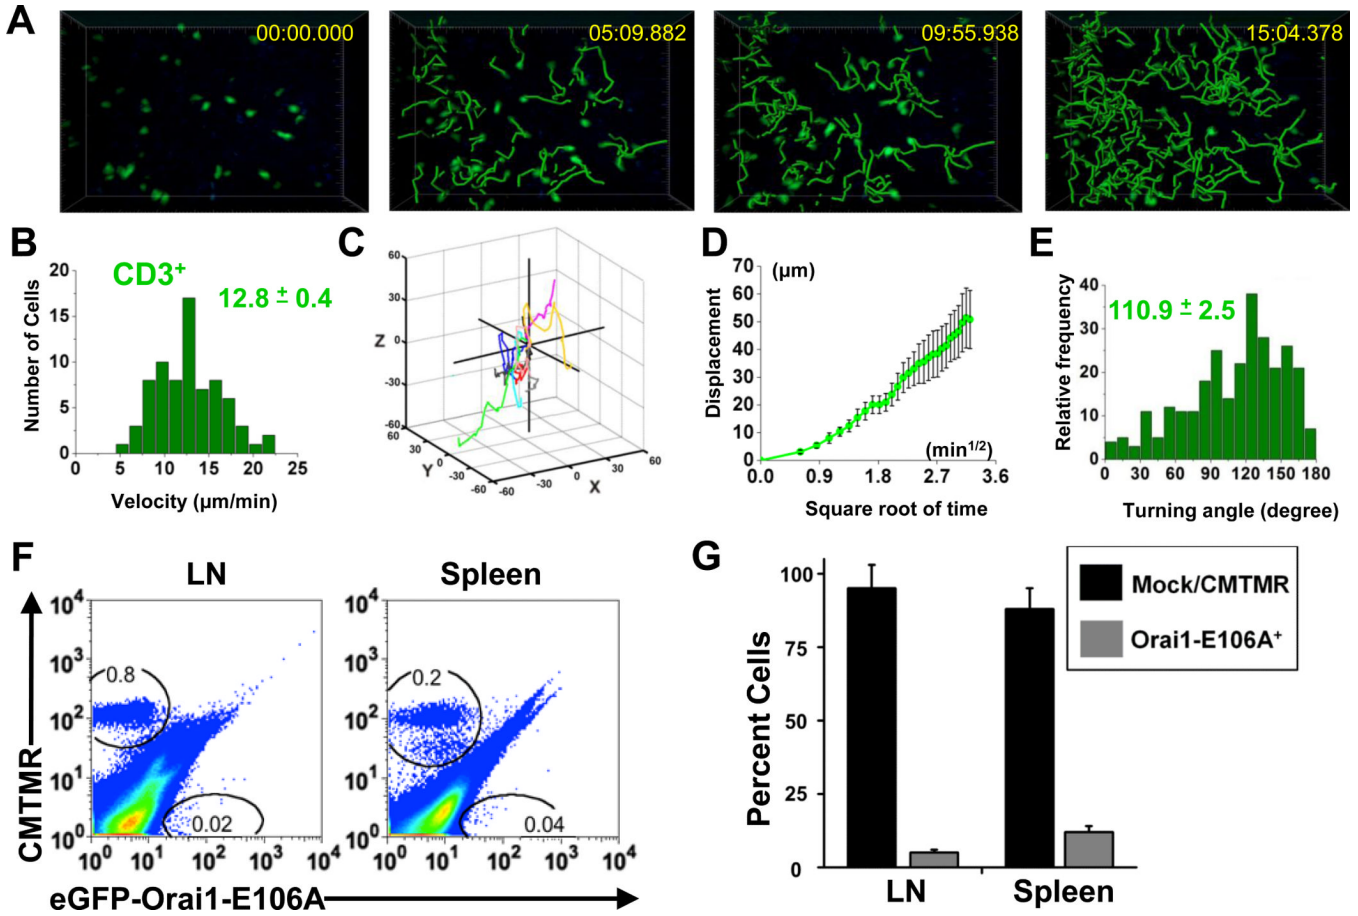 A
00:00.000
05:09.882
09:55.938
15:04.378
B
CD3+
12.8 ± 0.4
Number of Cells
20
15
10
5
0
0
5
10
15
20
25
Velocity (µm/min)
C
60
30
Z 0
-30
-60
60
30
Y 0
-30
-60
-60
-30
0
X
30
60
D
(µm)
Displacement
70
60
50
40
30
20
10
0
(min1/2)
0.0
0.9
1.8
2.7
3.6
Square root of time
E
110.9 ± 2.5
Relative frequency
40
30
20
10
0
0
30
60
90
120
150
180
Turning angle (degree)
F
LN
Spleen
CMTMR
10⁴
10³
10²
10¹
10⁰
0.8
0.02
10⁰
10¹
10²
10³
10⁴
10⁴
10³
10²
10¹
10⁰
0.2
0.04
10⁰
10¹
10²
10³
10⁴
eGFP-Orai1-E106A
G
Percent Cells
100
75
50
25
0
LN
Spleen
Mock/CMTMR
Orai1-E106A+